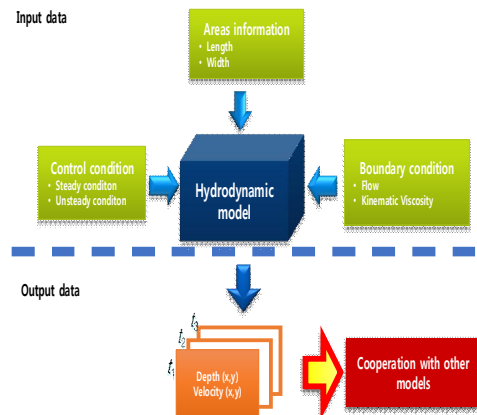 Input data
Areas information
• Length
• Width
Control condition
• Steady conditon
• Unsteady conditon
Hydrodynamic
model
Boundary condition
• Flow
• Kinematic Viscosity
Output data
t₃
t₂
t₁
Depth (x,y)
Velocity (x,y)
Cooperation with other
models